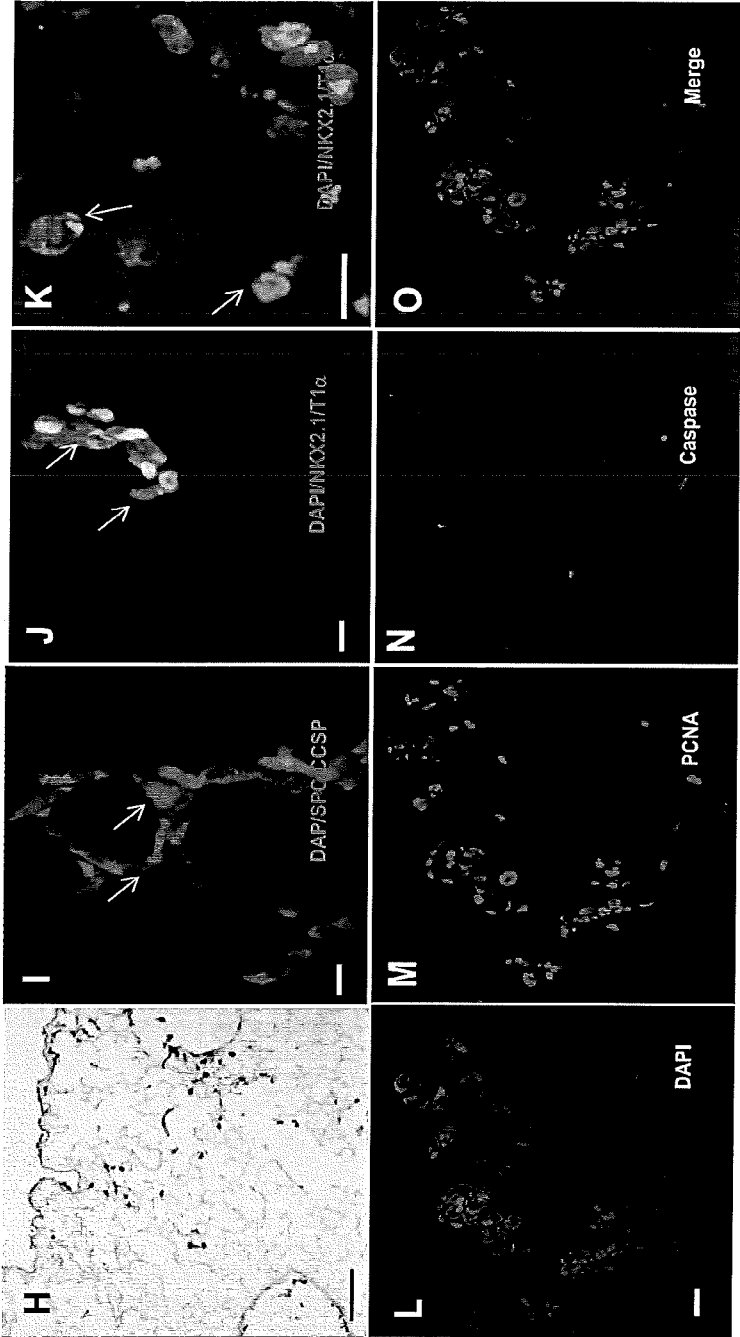 H
I
DAP/SPC/CCSP
J
DAPI/NKX2.1/T1α
K
DAPI/NKX2.1/T1α
L
DAPI
M
PCNA
N
Caspase
O
Merge